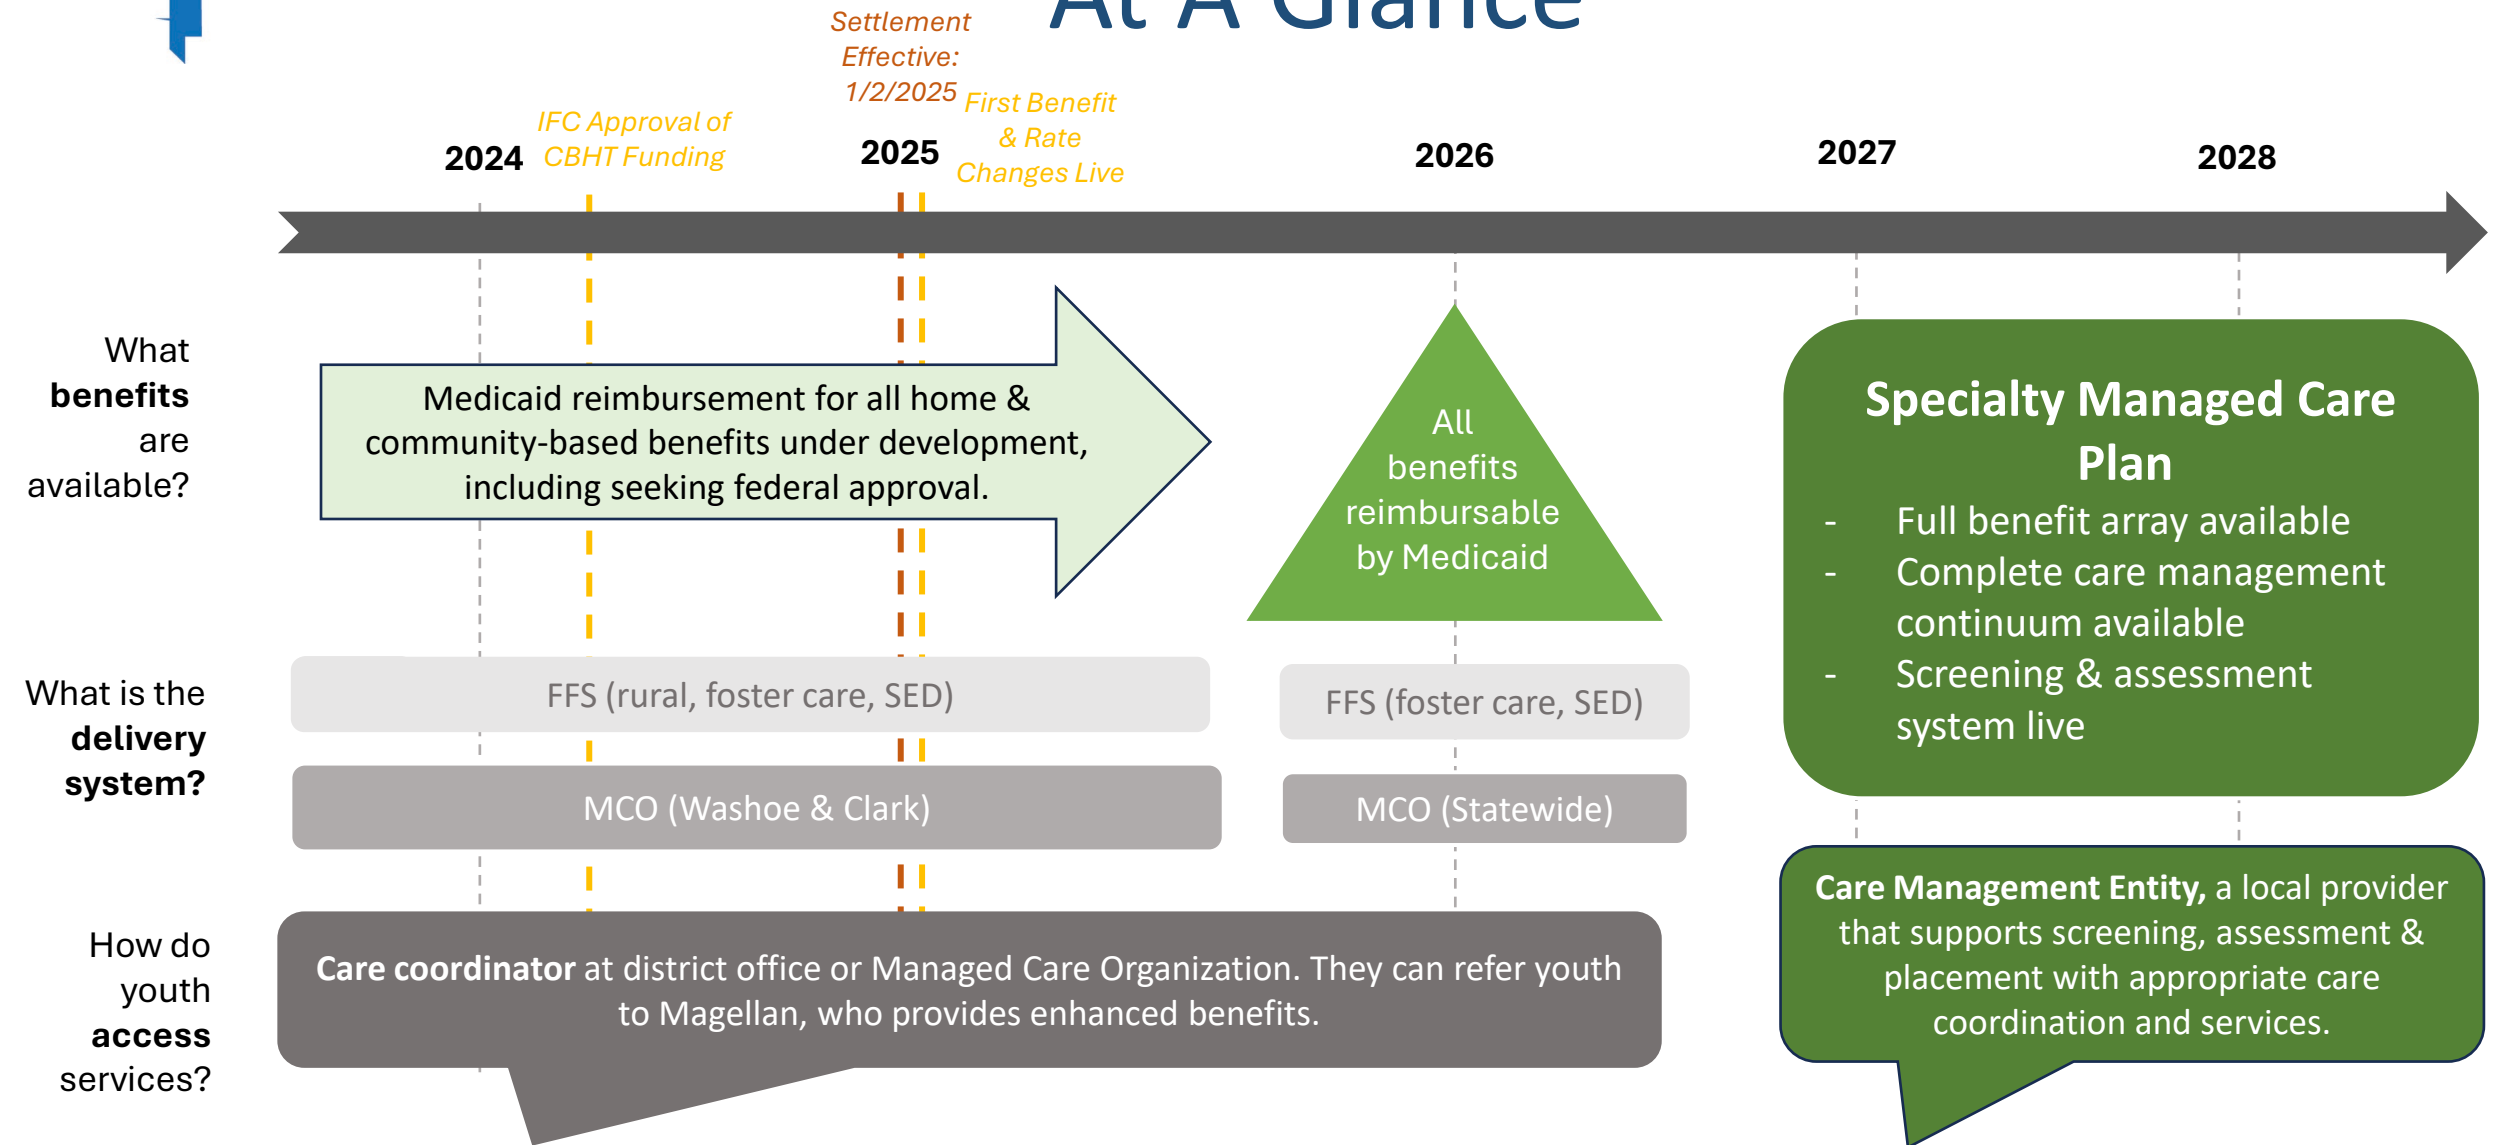 At A Glance
Settlement
Effective:
1/2/2025
First Benefit
& Rate
Changes Live
IFC Approval of
CBHT Funding
2024
2025
2026
2027
2028
What
benefits
are
available?
Medicaid reimbursement for all home &
community-based benefits under development,
including seeking federal approval.
All
benefits
reimbursable
by Medicaid
Specialty Managed Care
Plan
- Full benefit array available
- Complete care management
continuum available
- Screening & assessment
system live
What is the
delivery
system?
FFS (rural, foster care, SED)
FFS (foster care, SED)
MCO (Washoe & Clark)
MCO (Statewide)
How do
youth
access
services?
Care coordinator at district office or Managed Care Organization. They can refer youth
to Magellan, who provides enhanced benefits.
Care Management Entity, a local provider
that supports screening, assessment &
placement with appropriate care
coordination and services.